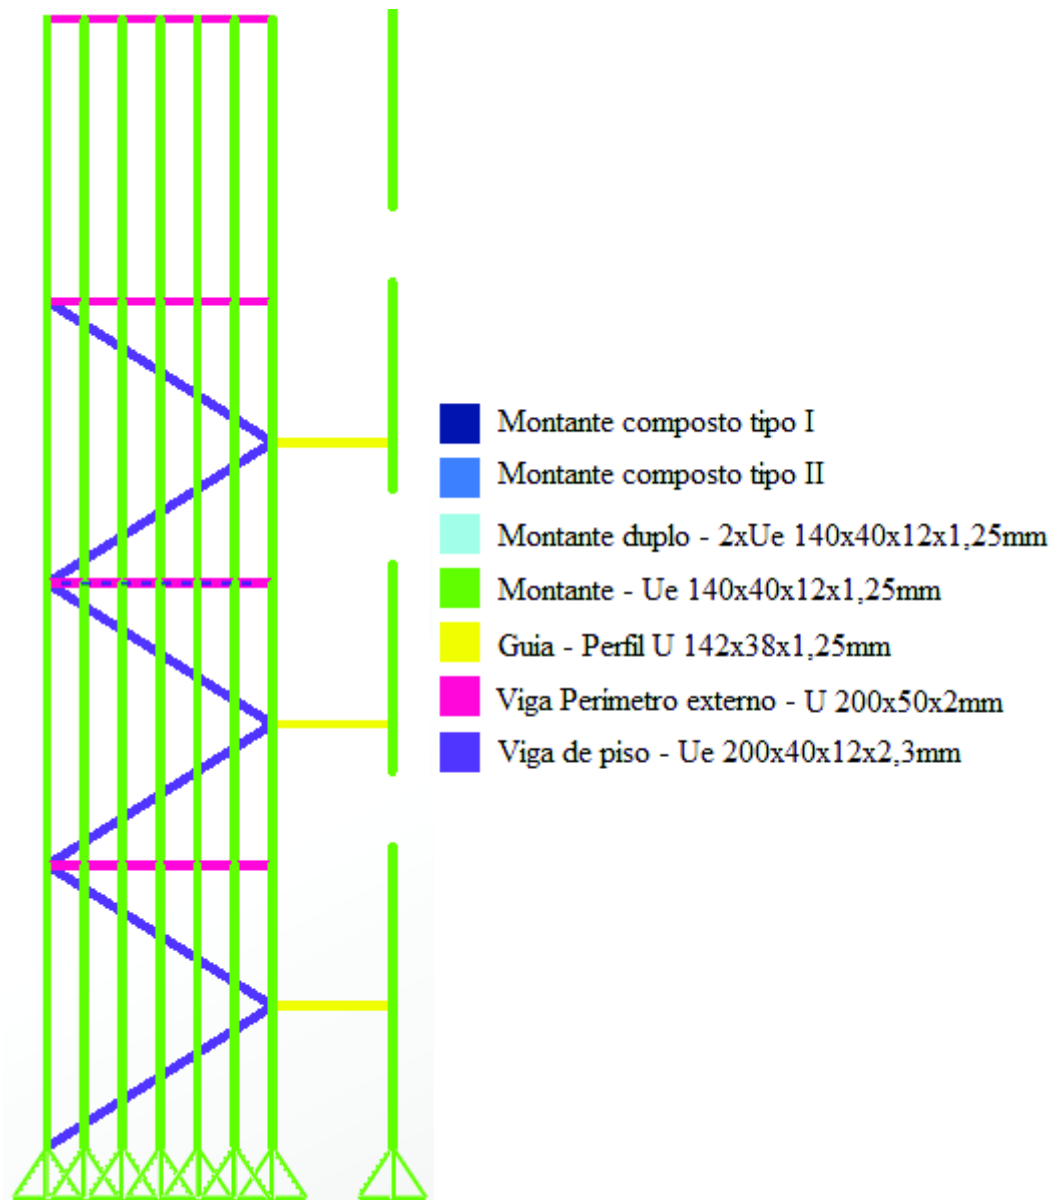 Montante composto tipo I
Montante composto tipo II
Montante duplo - 2xUe 140x40x12x1,25mm
Montante - Ue 140x40x12x1,25mm
Guia - Perfil U 142x38x1,25mm
Viga Perimetro externo - U 200x50x2mm
Viga de piso - Ue 200x40x12x2,3mm